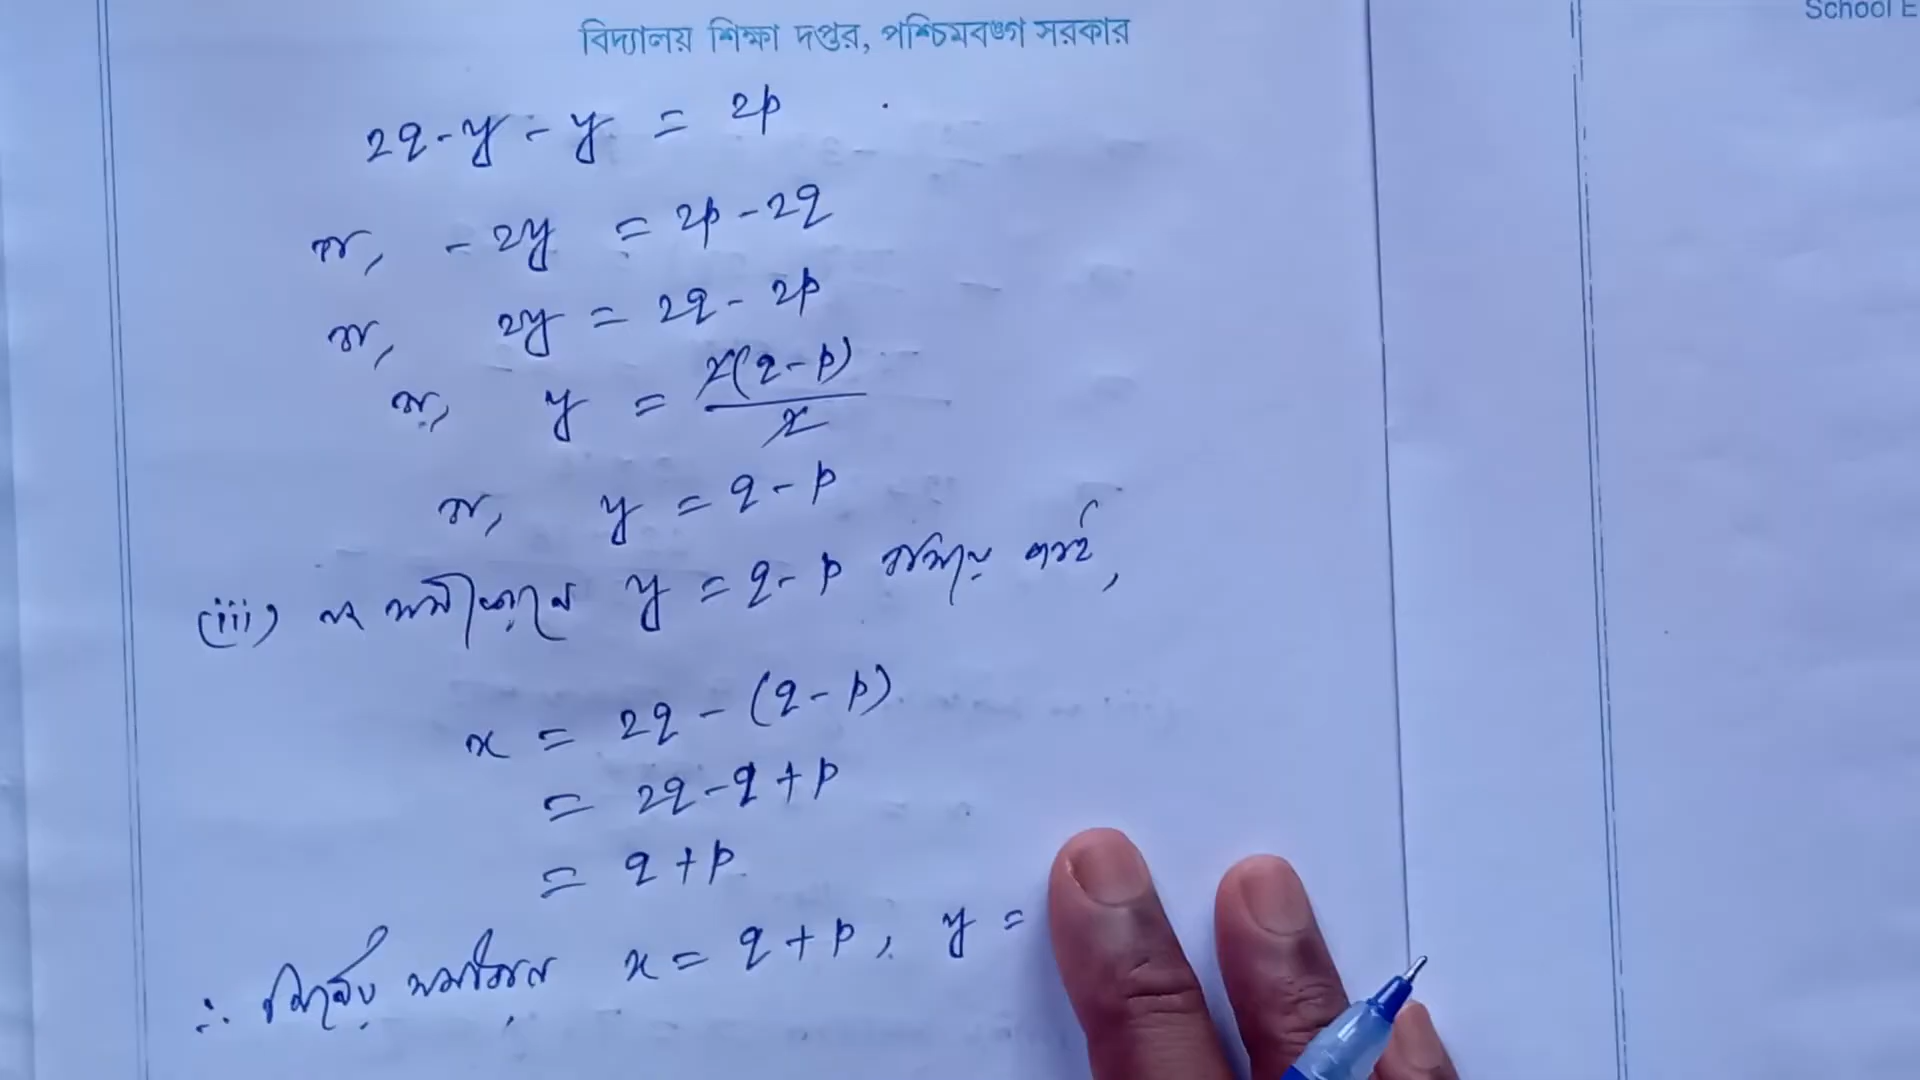 বিদ্যালয় শিক্ষা দপ্তর, পশ্চিমবঙ্গ সরকার
School E
2q - y - y = 2p
বা, - 2y = 2p - 2q
বা, 2y = 2q - 2p
বা, y = 2(q - p) / 2
বা, y = q - p
(iii) নং সমীকরণে y = q - p বসিয়ে পাই,
x = 2q - (q - p)
= 2q - q + p
= q + p
∴ নির্ণেয় সমাধান x = q + p, y =